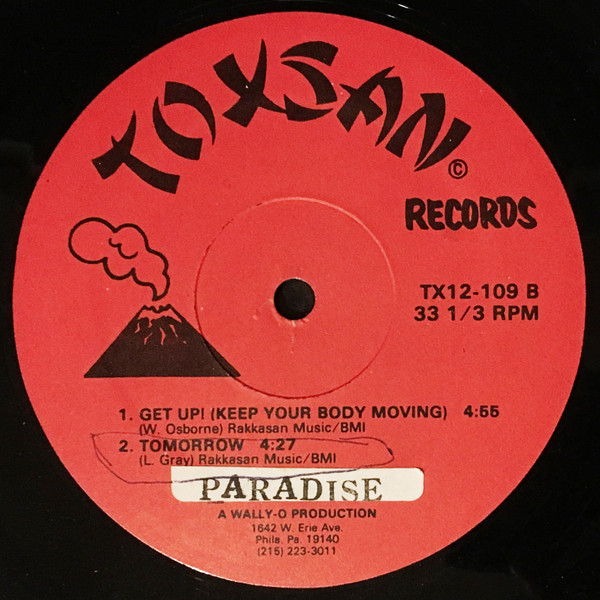 TOXSAN ©
RECORDS
TX12-109 B
33 1/3 RPM
1. GET UP! (KEEP YOUR BODY MOVING) 4:55
(W. Osborne) Rakkasan Music/BMI
2. TOMORROW 4:27
(L. Gray) Rakkasan Music/BMI
PARADISE
A WALLY-O PRODUCTION
1642 W. Erie Ave.
Phila. Pa. 19140
(215) 223-3011